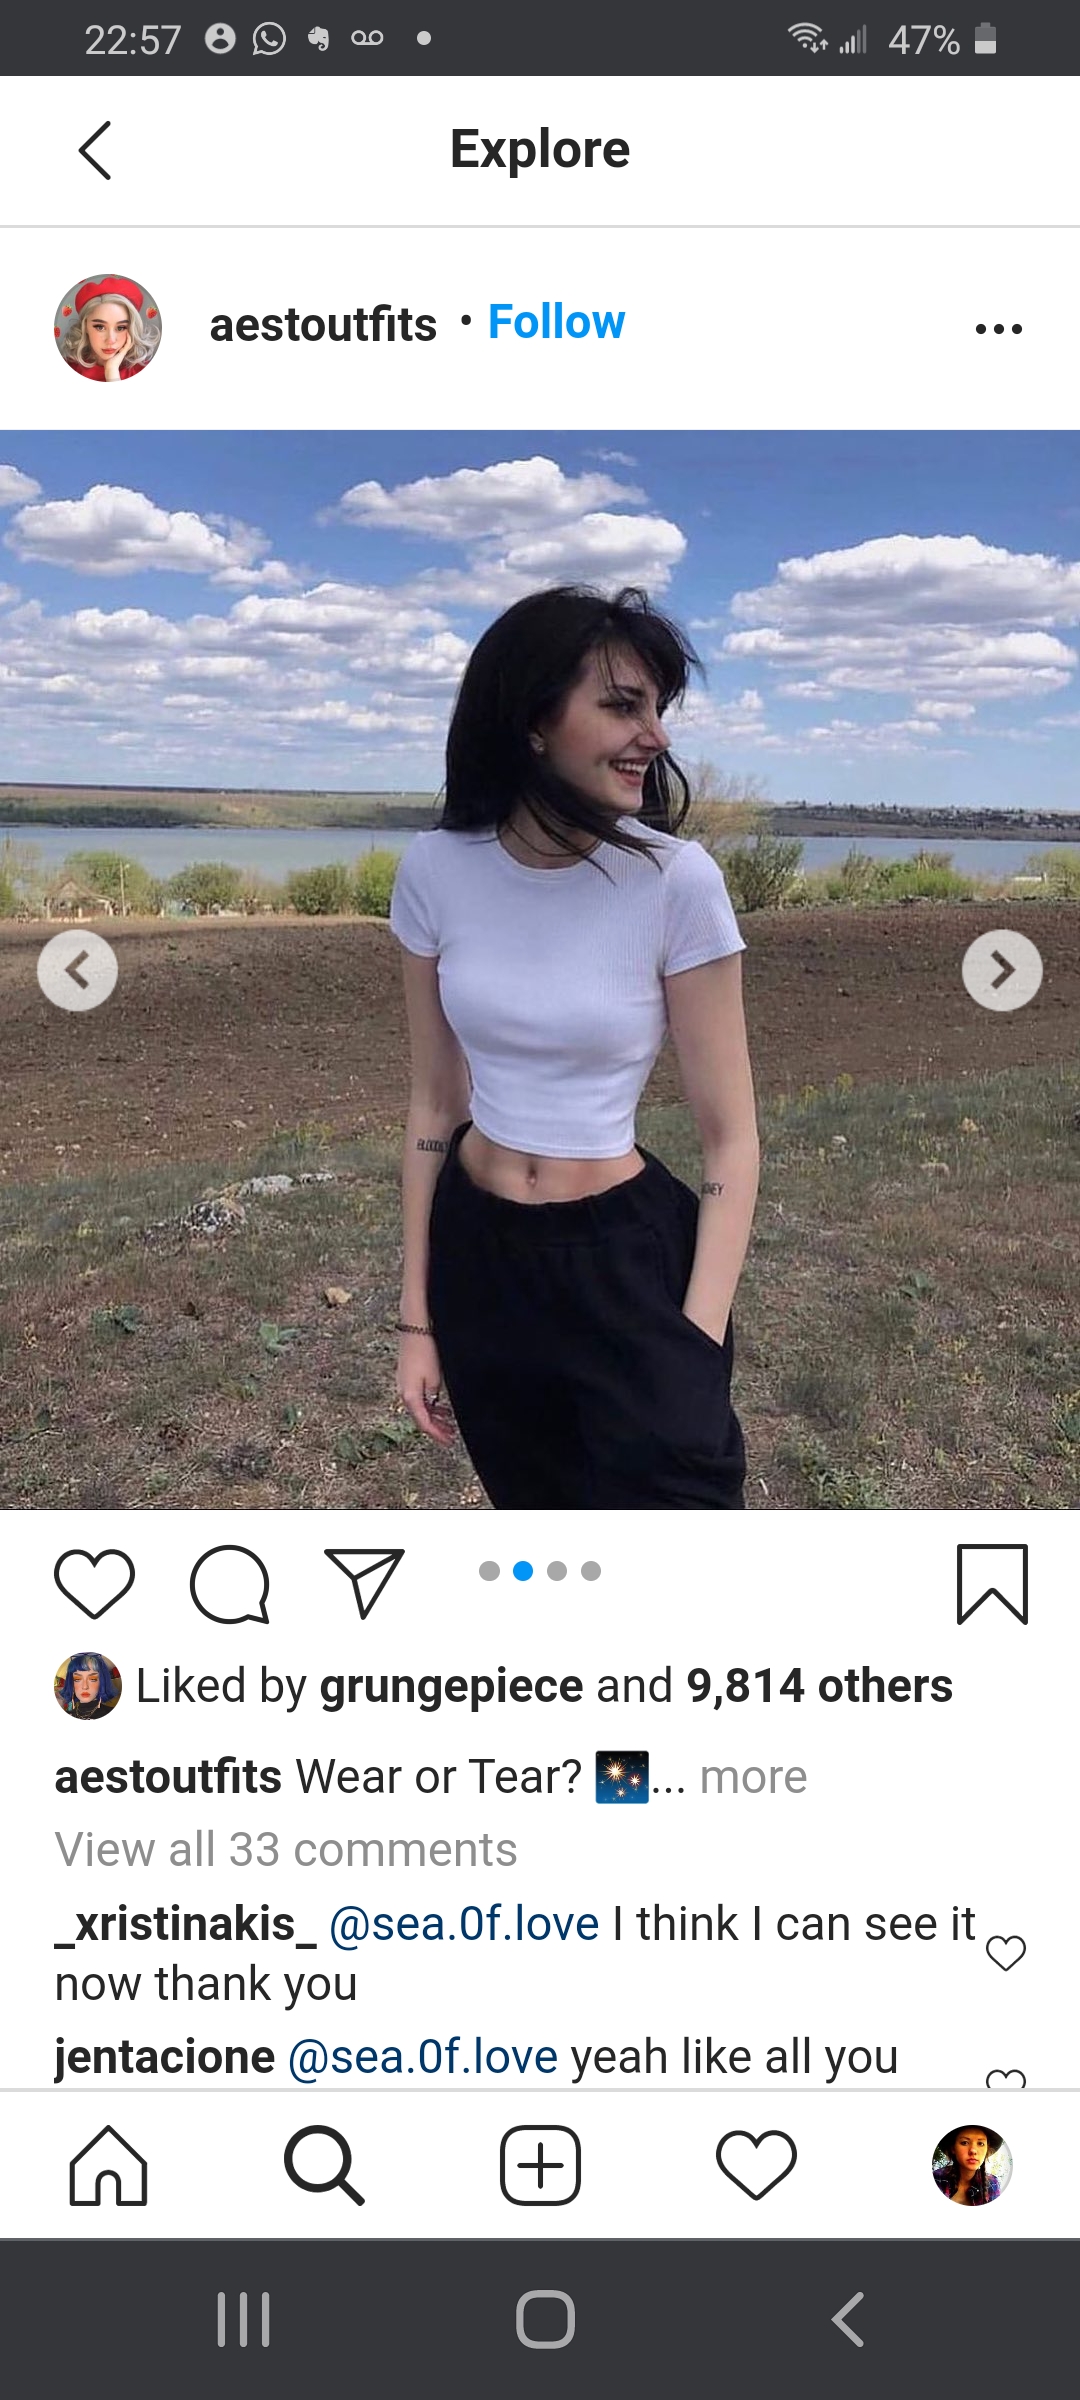 22:57 47%
Explore
aestoutfits • Follow
Liked by grungepiece and 9,814 others
aestoutfits Wear or Tear? 🎆... more
View all 33 comments
_xristinakis_ @sea.0f.love I think I can see it
now thank you
jentacione @sea.0f.love yeah like all you